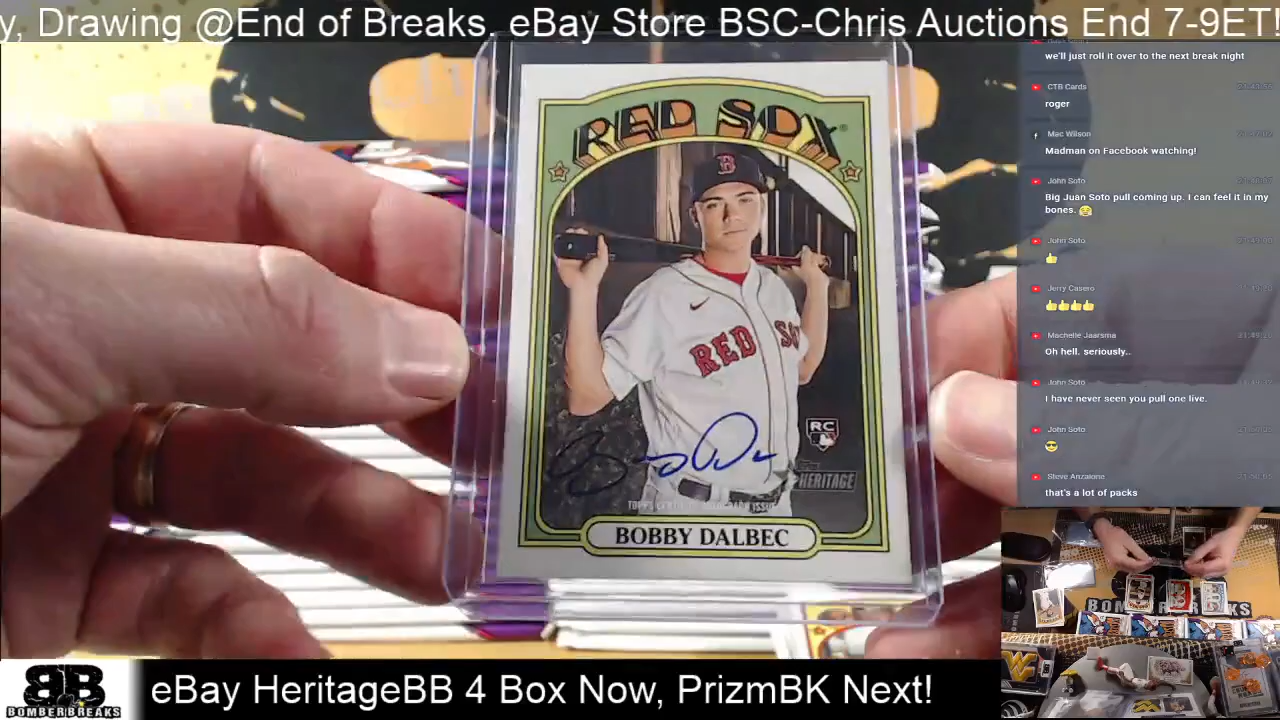 y, Drawing @End of Breaks. eBay Store BSC-Chris Auctions End 7-9ET!
we'll just roll it over to the next break night
CTB Cards
roger
Mac Wilson
Madman on Facebook watching!
John Soto
Big Juan Soto pull coming up. I can feel it in my
bones.
John Soto
Jerry Casero
Machelle Jaarsma
Oh hell. seriously..
John Soto
I have never seen you pull one live.
John Soto
Steve Anzalone
that's a lot of packs
RED SOX
B
RED SO
RC
Topps
HERITAGE
BOBBY DALBEC
BB
BOMBERBREAKS
eBay HeritageBB 4 Box Now, PrizmBK Next!